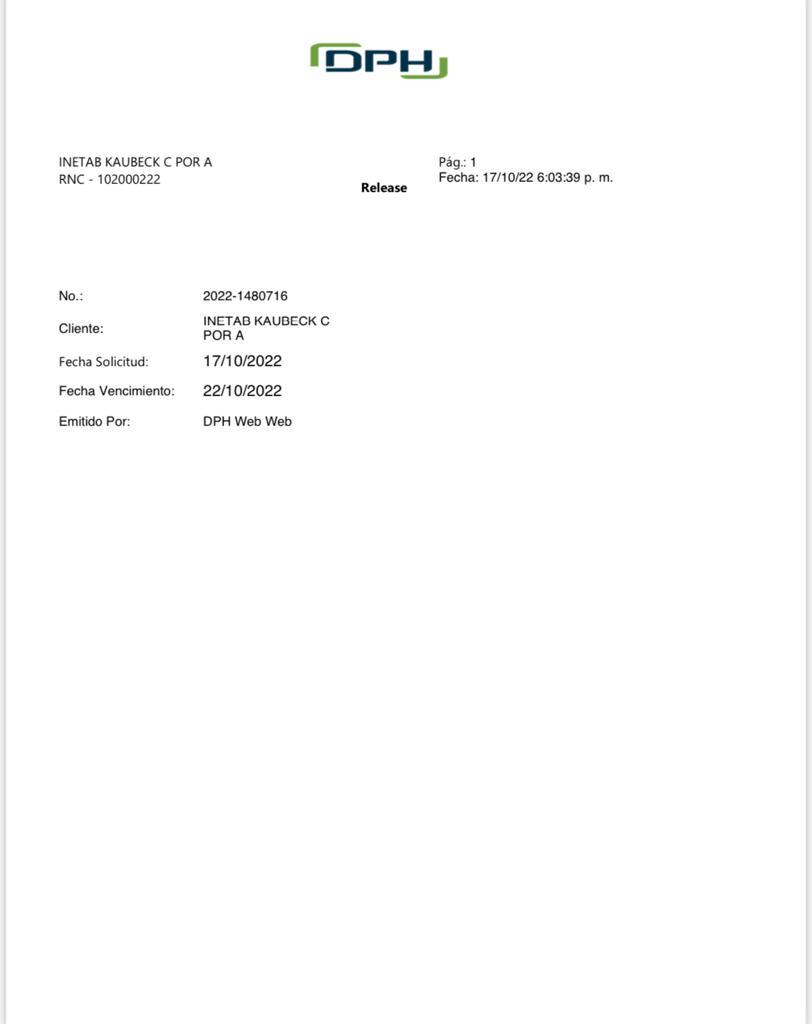 DPH
INETAB KAUBECK C POR A
RNC - 102000222
Release
Pág.: 1
Fecha: 17/10/22 6:03:39 p. m.
No.: 2022-1480716
Cliente: INETAB KAUBECK C
POR A
Fecha Solicitud: 17/10/2022
Fecha Vencimiento: 22/10/2022
Emitido Por: DPH Web Web